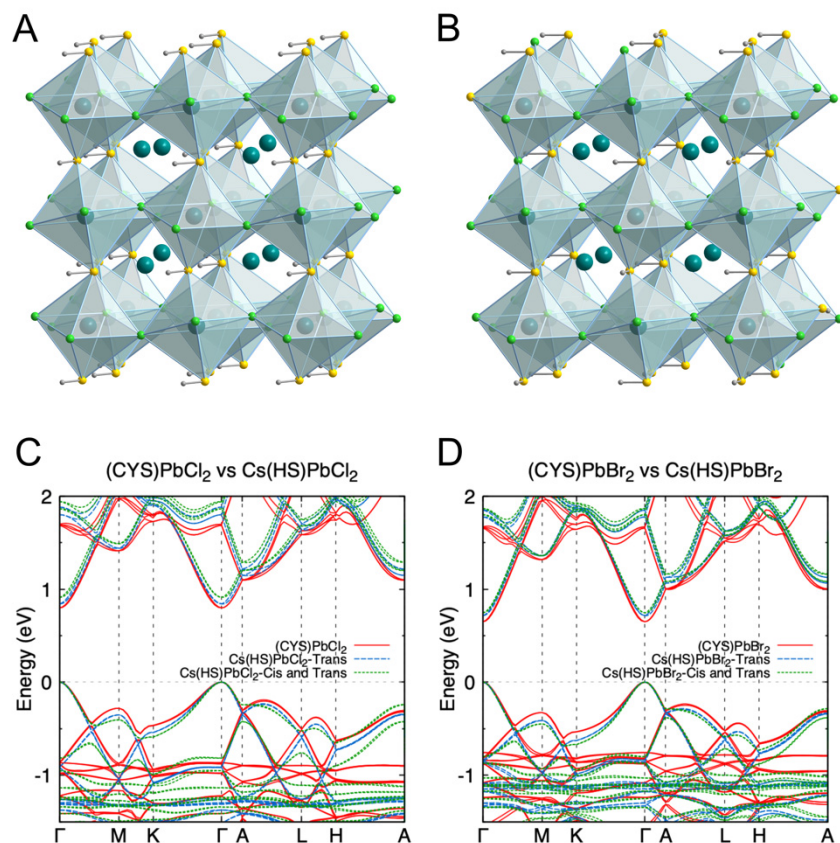 A
B
C
(CYS)PbCl₂ vs Cs(HS)PbCl₂
Energy (eV)
2
1
0
-1
(CYS)PbCl₂
Cs(HS)PbCl₂-Trans
Cs(HS)PbCl₂-Cis and Trans
Γ M K Γ A L H A
D
(CYS)PbBr₂ vs Cs(HS)PbBr₂
Energy (eV)
2
1
0
-1
(CYS)PbBr₂
Cs(HS)PbBr₂-Trans
Cs(HS)PbBr₂-Cis and Trans
Γ M K Γ A L H A